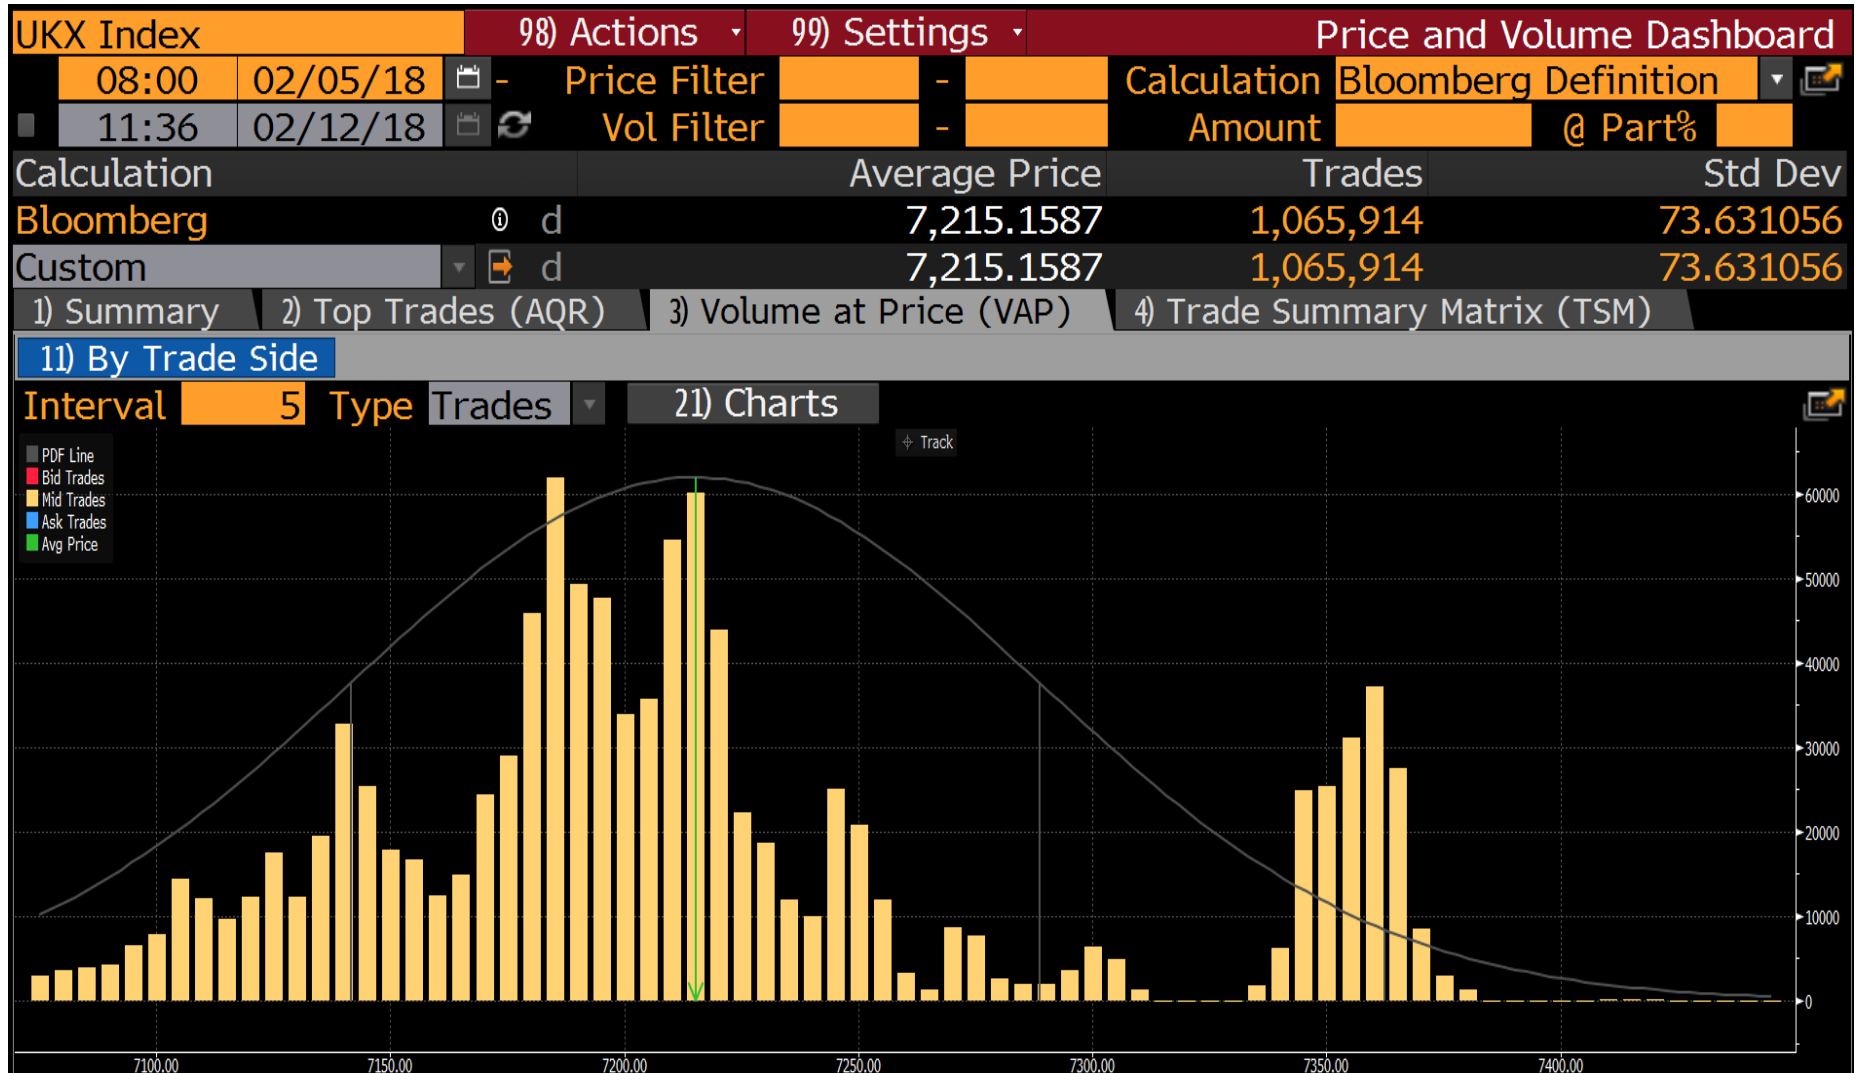 UKX Index 98) Actions 99) Settings Price and Volume Dashboard
08:00 02/05/18 - Price Filter - Calculation Bloomberg Definition
11:36 02/12/18 Vol Filter - Amount @ Part%
Calculation Average Price Trades Std Dev
Bloomberg d 7,215.1587 1,065,914 73.631056
Custom d 7,215.1587 1,065,914 73.631056
1) Summary 2) Top Trades (AQR) 3) Volume at Price (VAP) 4) Trade Summary Matrix (TSM)
11) By Trade Side
Interval 5 Type Trades 21) Charts
Track
PDF Line
Bid Trades
Mid Trades
Ask Trades
Avg Price
60000
50000
40000
30000
20000
10000
0
7100.00 7150.00 7200.00 7250.00 7300.00 7350.00 7400.00